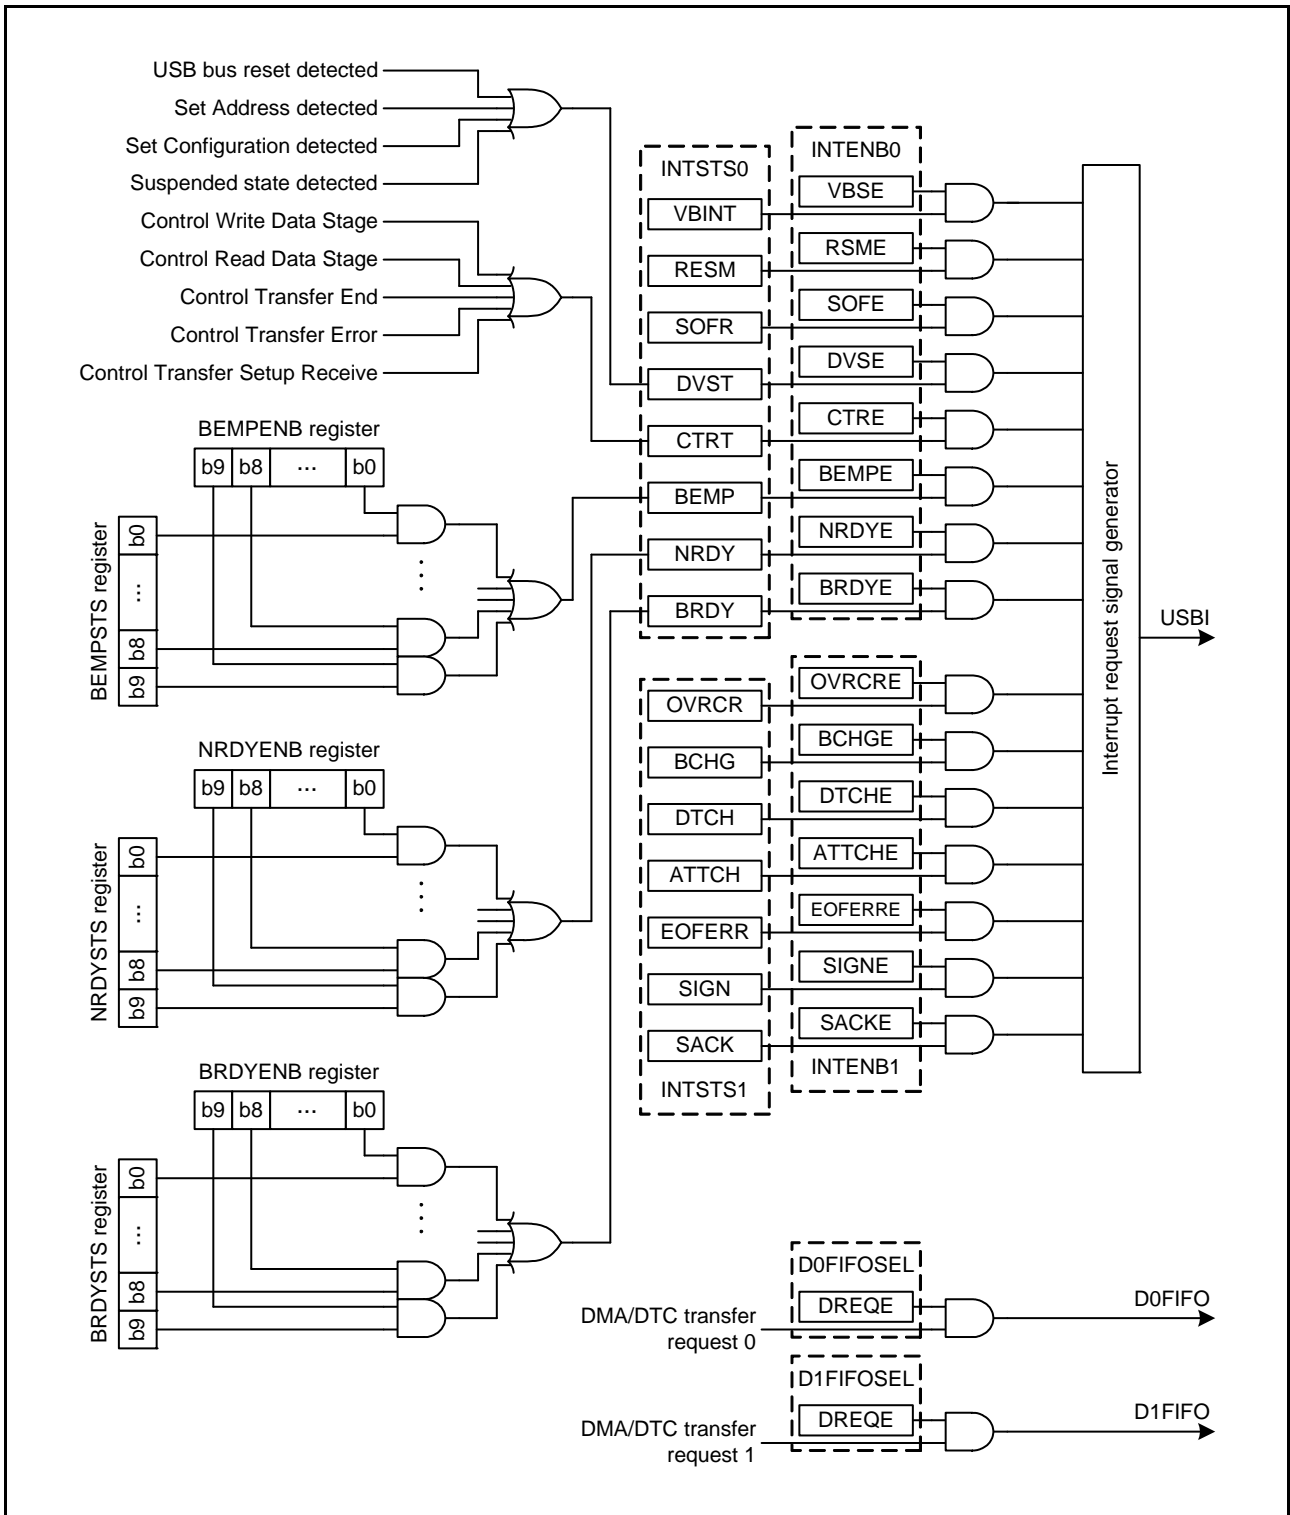 USB bus reset detected
Set Address detected
Set Configuration detected
Suspended state detected
Control Write Data Stage
Control Read Data Stage
Control Transfer End
Control Transfer Error
Control Transfer Setup Receive
BEMPENB register
b9 b8 ... b0
BEMPSTS register
b0
...
b8
b9
NRDYENB register
b9 b8 ... b0
NRDYSTS register
b0
...
b8
b9
BRDYENB register
b9 b8 ... b0
BRDYSTS register
b0
...
b8
b9
INTSTS0
VBINT
RESM
SOFR
DVST
CTRT
BEMP
NRDY
BRDY
INTENB0
VBSE
RSME
SOFE
DVSE
CTRE
BEMPE
NRDYE
BRDYE
OVRCR
BCHG
DTCH
ATTCH
EOFERR
SIGN
SACK
INTSTS1
OVRCRE
BCHGE
DTCHE
ATTCHE
EOFERRE
SIGNE
SACKE
INTENB1
Interrupt request signal generator
USBI
D0FIFOSEL
DREQE
DMA/DTC transfer
request 0
D0FIFO
D1FIFOSEL
DREQE
DMA/DTC transfer
request 1
D1FIFO